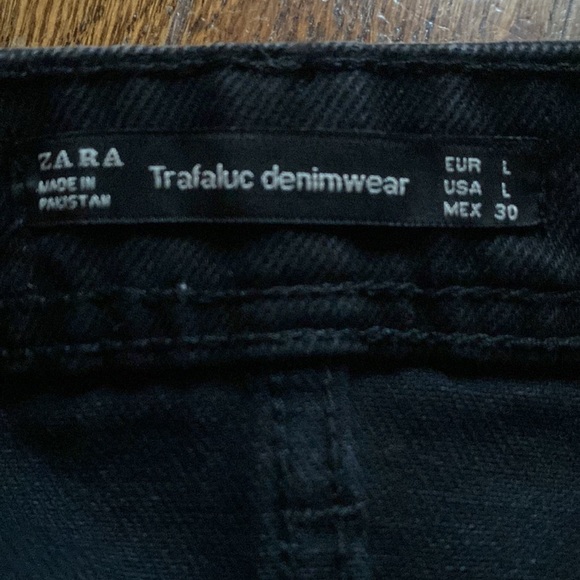 ZARA
MADE IN
PAKISTAN
Trafaluc denimwear
EUR L
USA L
MEX 30